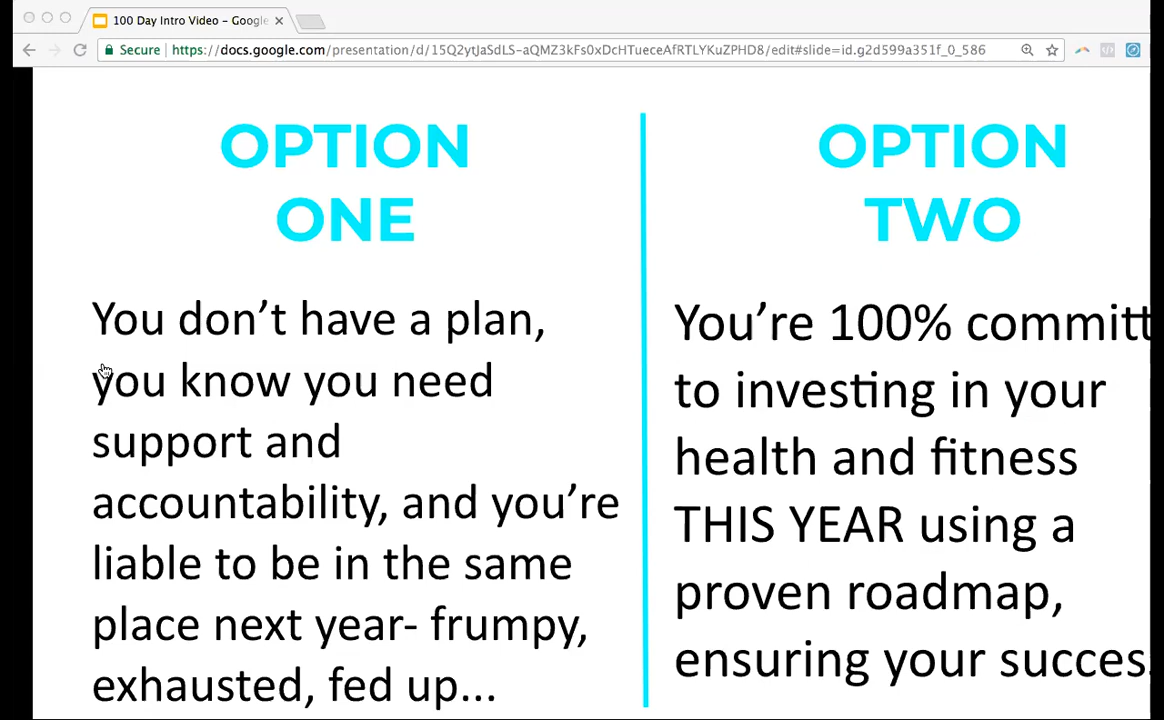 100 Day Intro Video - Google
Secure https://docs.google.com/presentation/d/15Q2ytJaSdLS-aQMZ3kFs0xDcHTueceAfRTLYKuZPHD8/edit#slide=id.g2d599a351f_0_586
OPTION
ONE
You don't have a plan,
you know you need
support and
accountability, and you're
liable to be in the same
place next year- frumpy,
exhausted, fed up...
OPTION
TWO
You're 100% committ
to investing in your
health and fitness
THIS YEAR using a
proven roadmap,
ensuring your succes